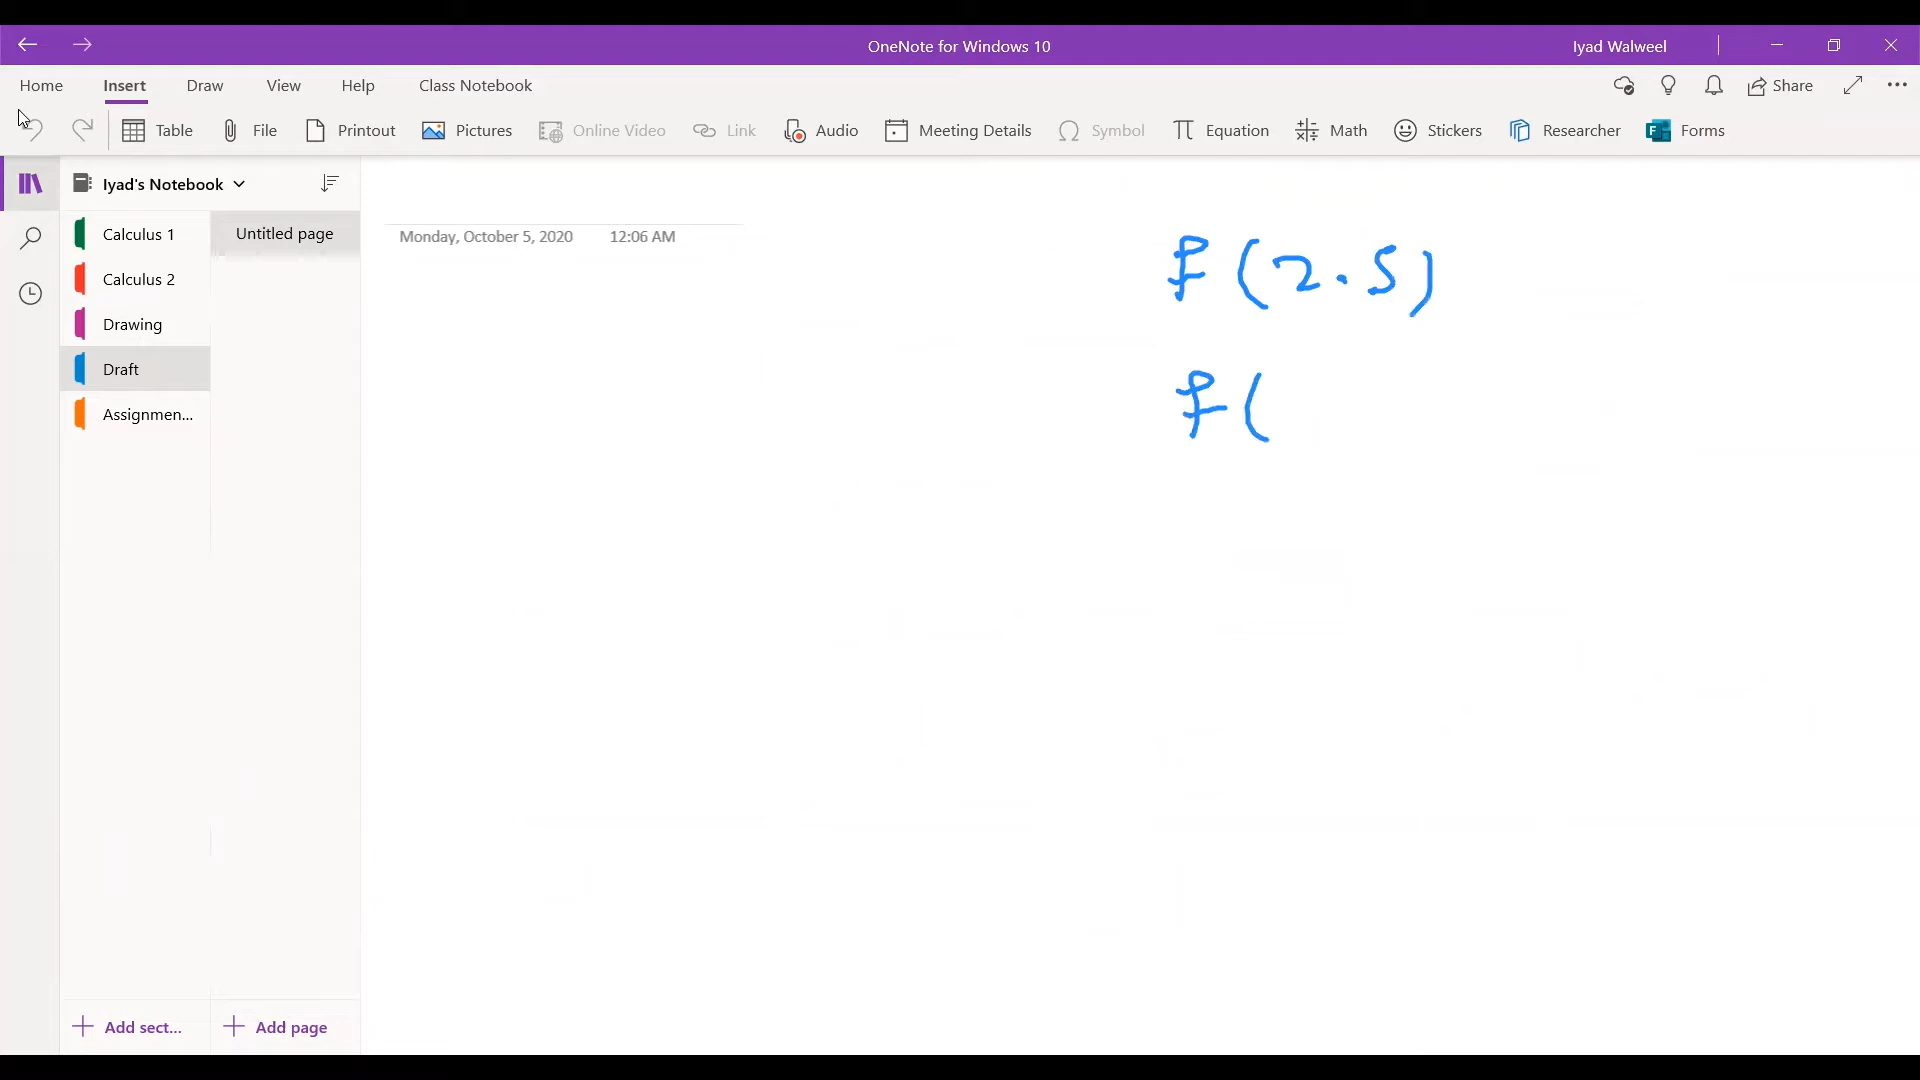 OneNote for Windows 10
Iyad Walweel
Home Insert Draw View Help Class Notebook
Share
Table File Printout Pictures Online Video Link Audio Meeting Details Symbol Equation Math Stickers Researcher Forms
Iyad's Notebook
Calculus 1
Calculus 2
Drawing
Draft
Assignmen...
Untitled page
Monday, October 5, 2020 12:06 AM
f(2.5)
f(
Add sect...
Add page